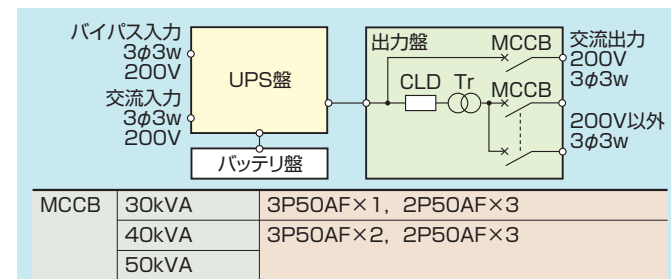 バイパス入力
3φ3w
200V
交流入力
3φ3w
200V
UPS盤
バッテリ盤
出力盤
MCCB
CLD Tr
MCCB
交流出力
200V
3φ3w
200V以外
3φ3w
MCCB 30kVA 3P50AF×1, 2P50AF×3
40kVA 3P50AF×2, 2P50AF×3
50kVA